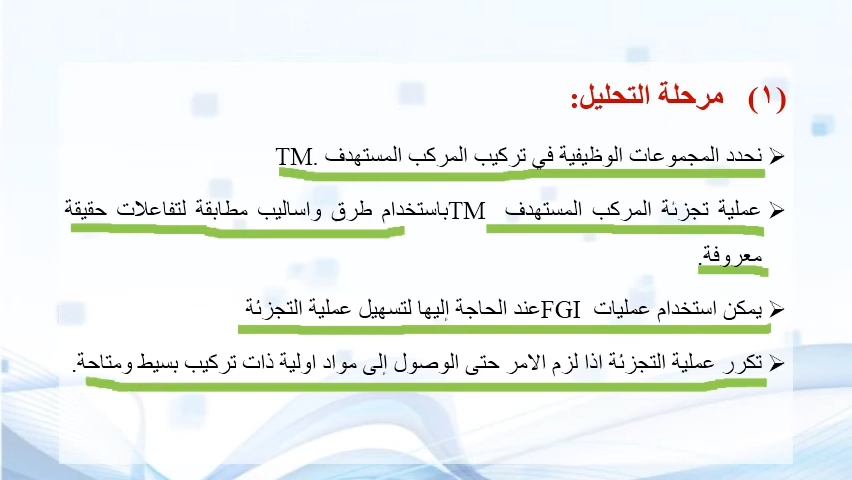 (١) مرحلة التحليل:
➢ نحدد المجموعات الوظيفية في تركيب المركب المستهدف .TM
➢ عملية تجزئة المركب المستهدف TMباستخدام طرق واساليب مطابقة لتفاعلات حقيقة
معروفة.
➢ يمكن استخدام عمليات FGIعند الحاجة إليها لتسهيل عملية التجزئة
➢ تكرر عملية التجزئة اذا لزم الامر حتى الوصول إلى مواد اولية ذات تركيب بسيط ومتاحة.